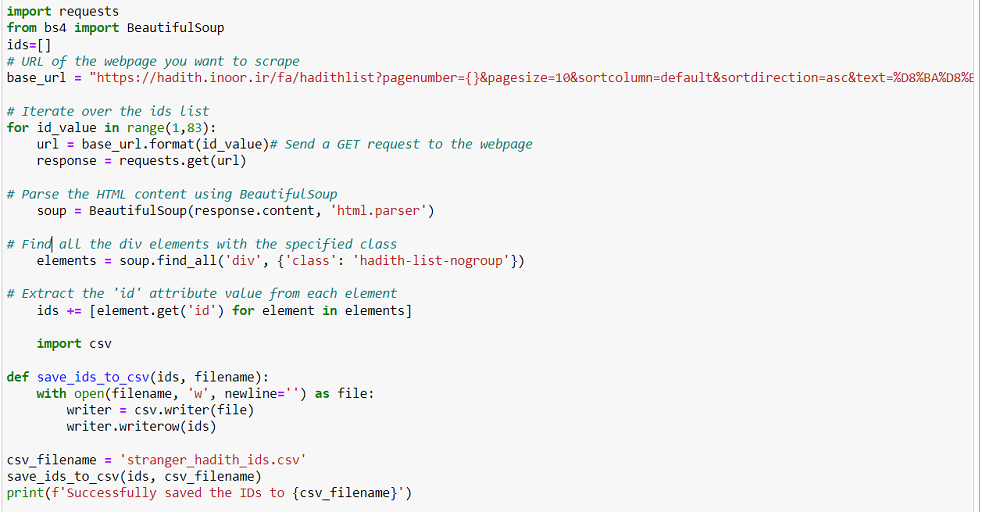 import requests
from bs4 import BeautifulSoup
ids=[]
# URL of the webpage you want to scrape
base_url = "https://hadith.inoor.ir/fa/hadithlist?pagenumber={}&pagesize=10&sortcolumn=default&sortdirection=asc&text=%D8%BA%D8%E
# Iterate over the ids list
for id_value in range(1,83):
    url = base_url.format(id_value)# Send a GET request to the webpage
    response = requests.get(url)
# Parse the HTML content using BeautifulSoup
    soup = BeautifulSoup(response.content, 'html.parser')
# Find all the div elements with the specified class
    elements = soup.find_all('div', {'class': 'hadith-list-nogroup'})
# Extract the 'id' attribute value from each element
    ids += [element.get('id') for element in elements]
    import csv
def save_ids_to_csv(ids, filename):
    with open(filename, 'w', newline='') as file:
        writer = csv.writer(file)
        writer.writerow(ids)
csv_filename = 'stranger_hadith_ids.csv'
save_ids_to_csv(ids, csv_filename)
print(f'Successfully saved the IDs to {csv_filename}')